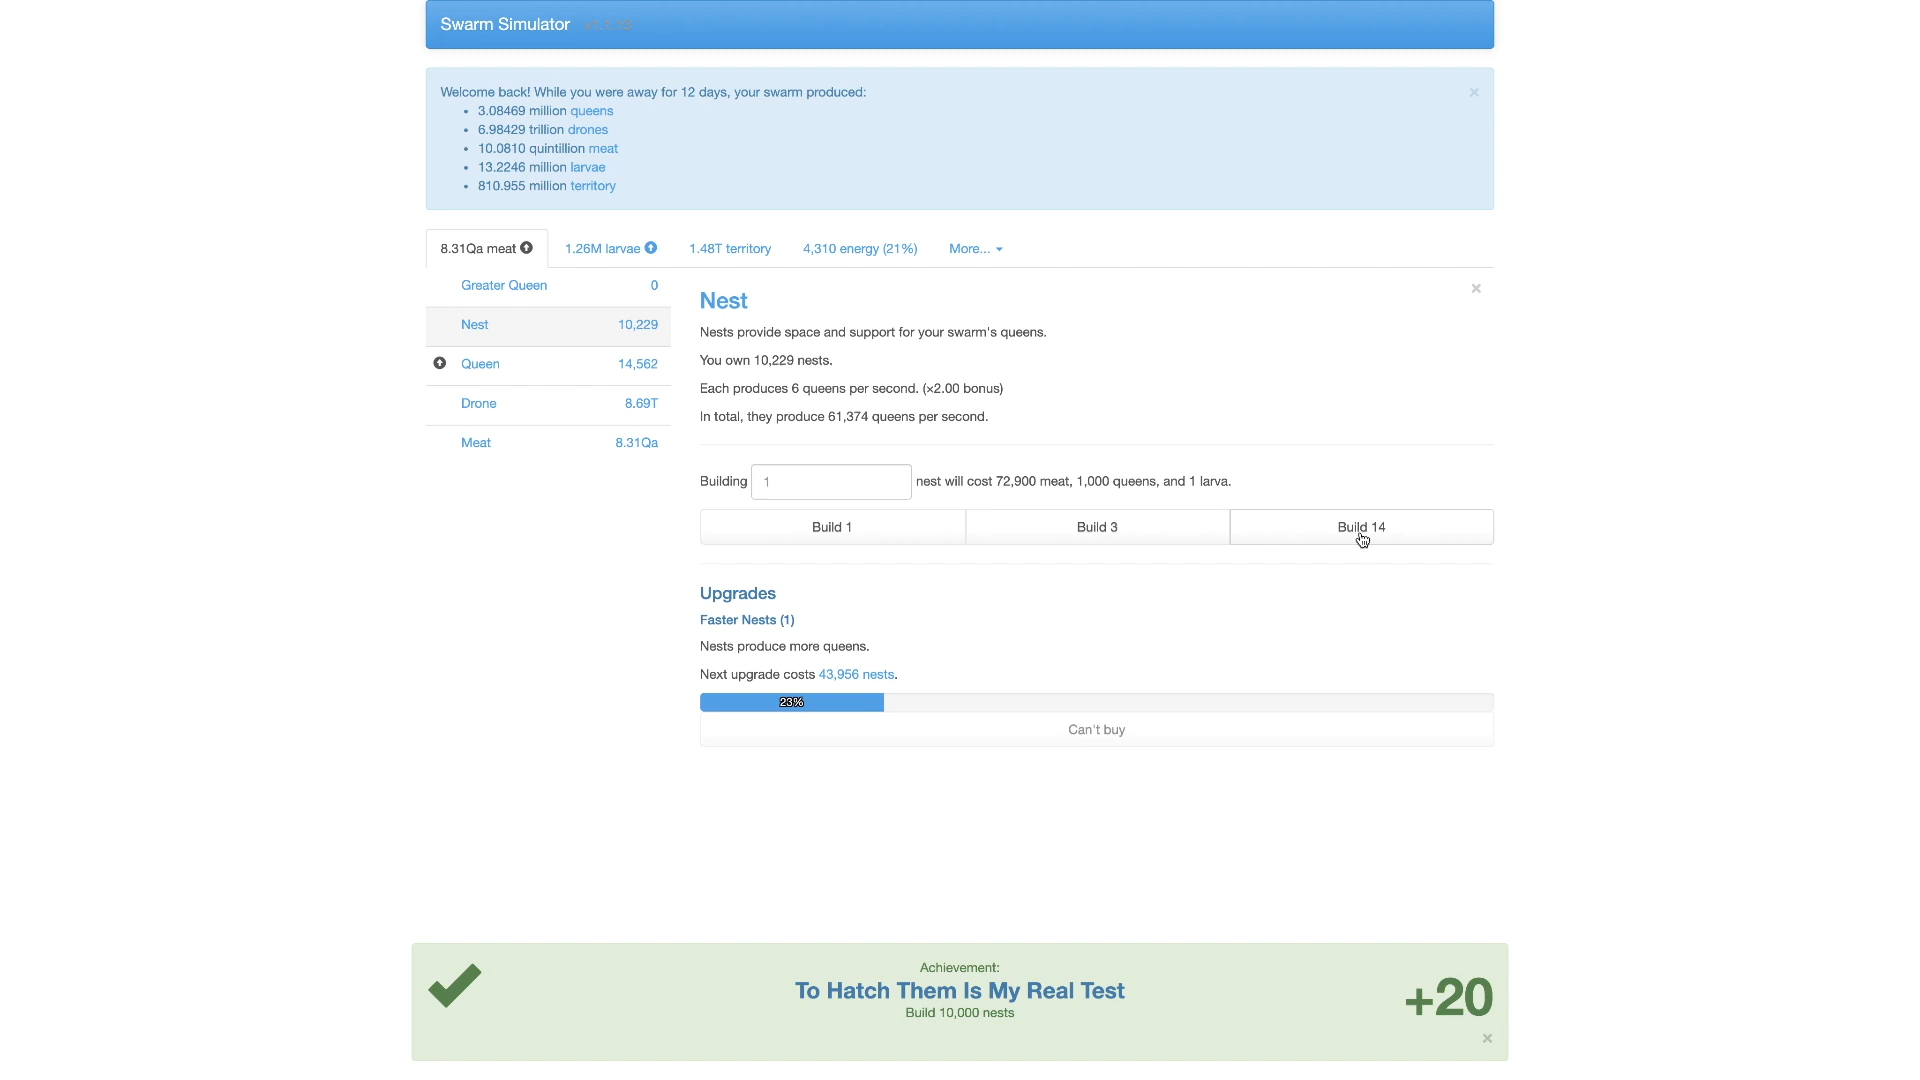 Swarm Simulator
Welcome back! While you were away for 12 days, your swarm produced:
• 3.08469 million queens
• 6.98429 trillion drones
• 10.0810 quintillion meat
• 13.2246 million larvae
• 810.955 million territory
8.31Qa meat 1.26M larvae 1.48T territory 4,310 energy (21%) More...
Greater Queen 0
Nest 10,229
Queen 14,562
Drone 8.69T
Meat 8.31Qa
Nest
Nests provide space and support for your swarm's queens.
You own 10,229 nests.
Each produces 6 queens per second. (×2.00 bonus)
In total, they produce 61,374 queens per second.
Building 1 nest will cost 72,900 meat, 1,000 queens, and 1 larva.
Build 1 Build 3 Build 14
Upgrades
Faster Nests (1)
Nests produce more queens.
Next upgrade costs 43,956 nests.
23%
Can't buy
Achievement:
To Hatch Them Is My Real Test
Build 10,000 nests
+20